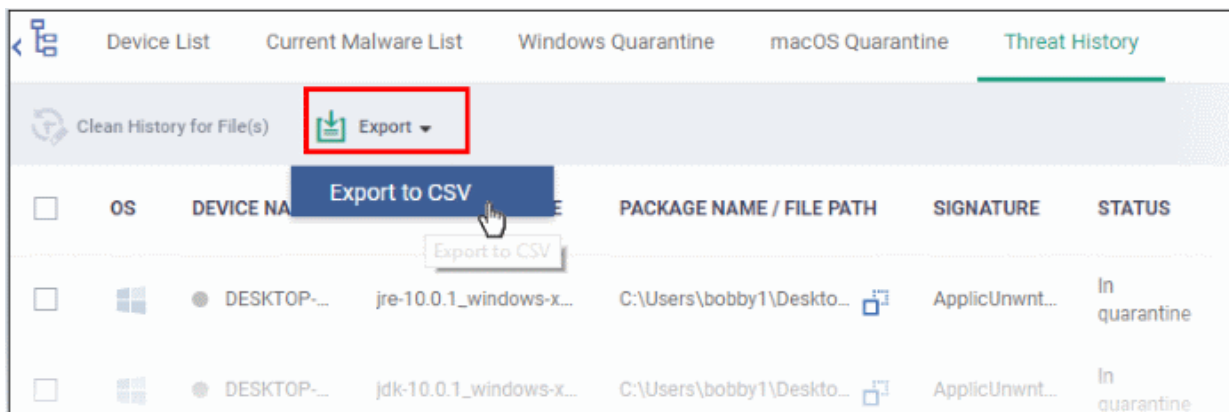 Device List Current Malware List Windows Quarantine macOS Quarantine Threat History
Clean History for File(s) Export
Export to CSV
OS DEVICE NA E PACKAGE NAME / FILE PATH SIGNATURE STATUS
Export to CSV
DESKTOP-... jre-10.0.1_windows-x... C:\Users\bobby1\Deskto... ApplicUnwnt... In
quarantine
DESKTOP-... jdk-10.0.1_windows-x... C:\Users\bobby1\Deskto... ApplicUnwnt... In
quarantine